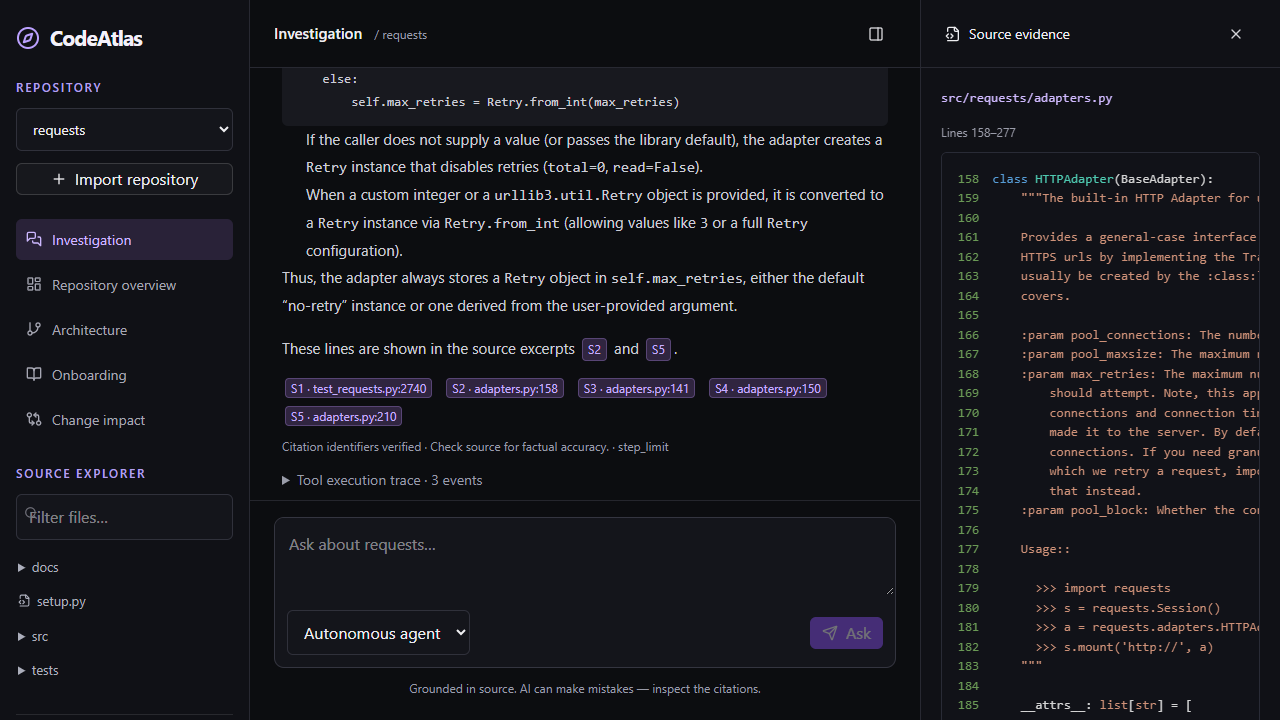 CodeAtlas
REPOSITORY
requests
Import repository
Investigation
Repository overview
Architecture
Onboarding
Change impact
SOURCE EXPLORER
Filter files...
docs
setup.py
src
tests
Investigation / requests
else:
self.max_retries = Retry.from_int(max_retries)
If the caller does not supply a value (or passes the library default), the adapter creates a
Retry instance that disables retries (total=0, read=False).
When a custom integer or a urllib3.util.Retry object is provided, it is converted to
a Retry instance via Retry.from_int (allowing values like 3 or a full Retry
configuration).
Thus, the adapter always stores a Retry object in self.max_retries, either the default
“no-retry” instance or one derived from the user-provided argument.
These lines are shown in the source excerpts S2 and S5 .
S1 · test_requests.py:2740 S2 · adapters.py:158 S3 · adapters.py:141 S4 · adapters.py:150
S5 · adapters.py:210
Citation identifiers verified · Check source for factual accuracy. · step_limit
Tool execution trace · 3 events
Ask about requests...
Autonomous agent
Ask
Grounded in source. AI can make mistakes — inspect the citations.
Source evidence
src/requests/adapters.py
Lines 158–277
158 class HTTPAdapter(BaseAdapter):
159 """The built-in HTTP Adapter for
160
161 Provides a general-case interface
162 HTTPS urls by implementing the Tra
163 usually be created by the :class:`
164 covers.
165
166 :param pool_connections: The numbe
167 :param pool_maxsize: The maximum
168 :param max_retries: The maximum
169 should attempt. Note, this app
170 connections and connection tim
171 made it to the server. By defa
172 connections. If you need granu
173 which we retry a request, impo
174 that instead.
175 :param pool_block: Whether the con
176
177 Usage::
178
179 >>> import requests
180 >>> s = requests.Session()
181 >>> a = requests.adapters.HTTPAd
182 >>> s.mount('http://', a)
183 """
184
185 __attrs__: list[str] = [